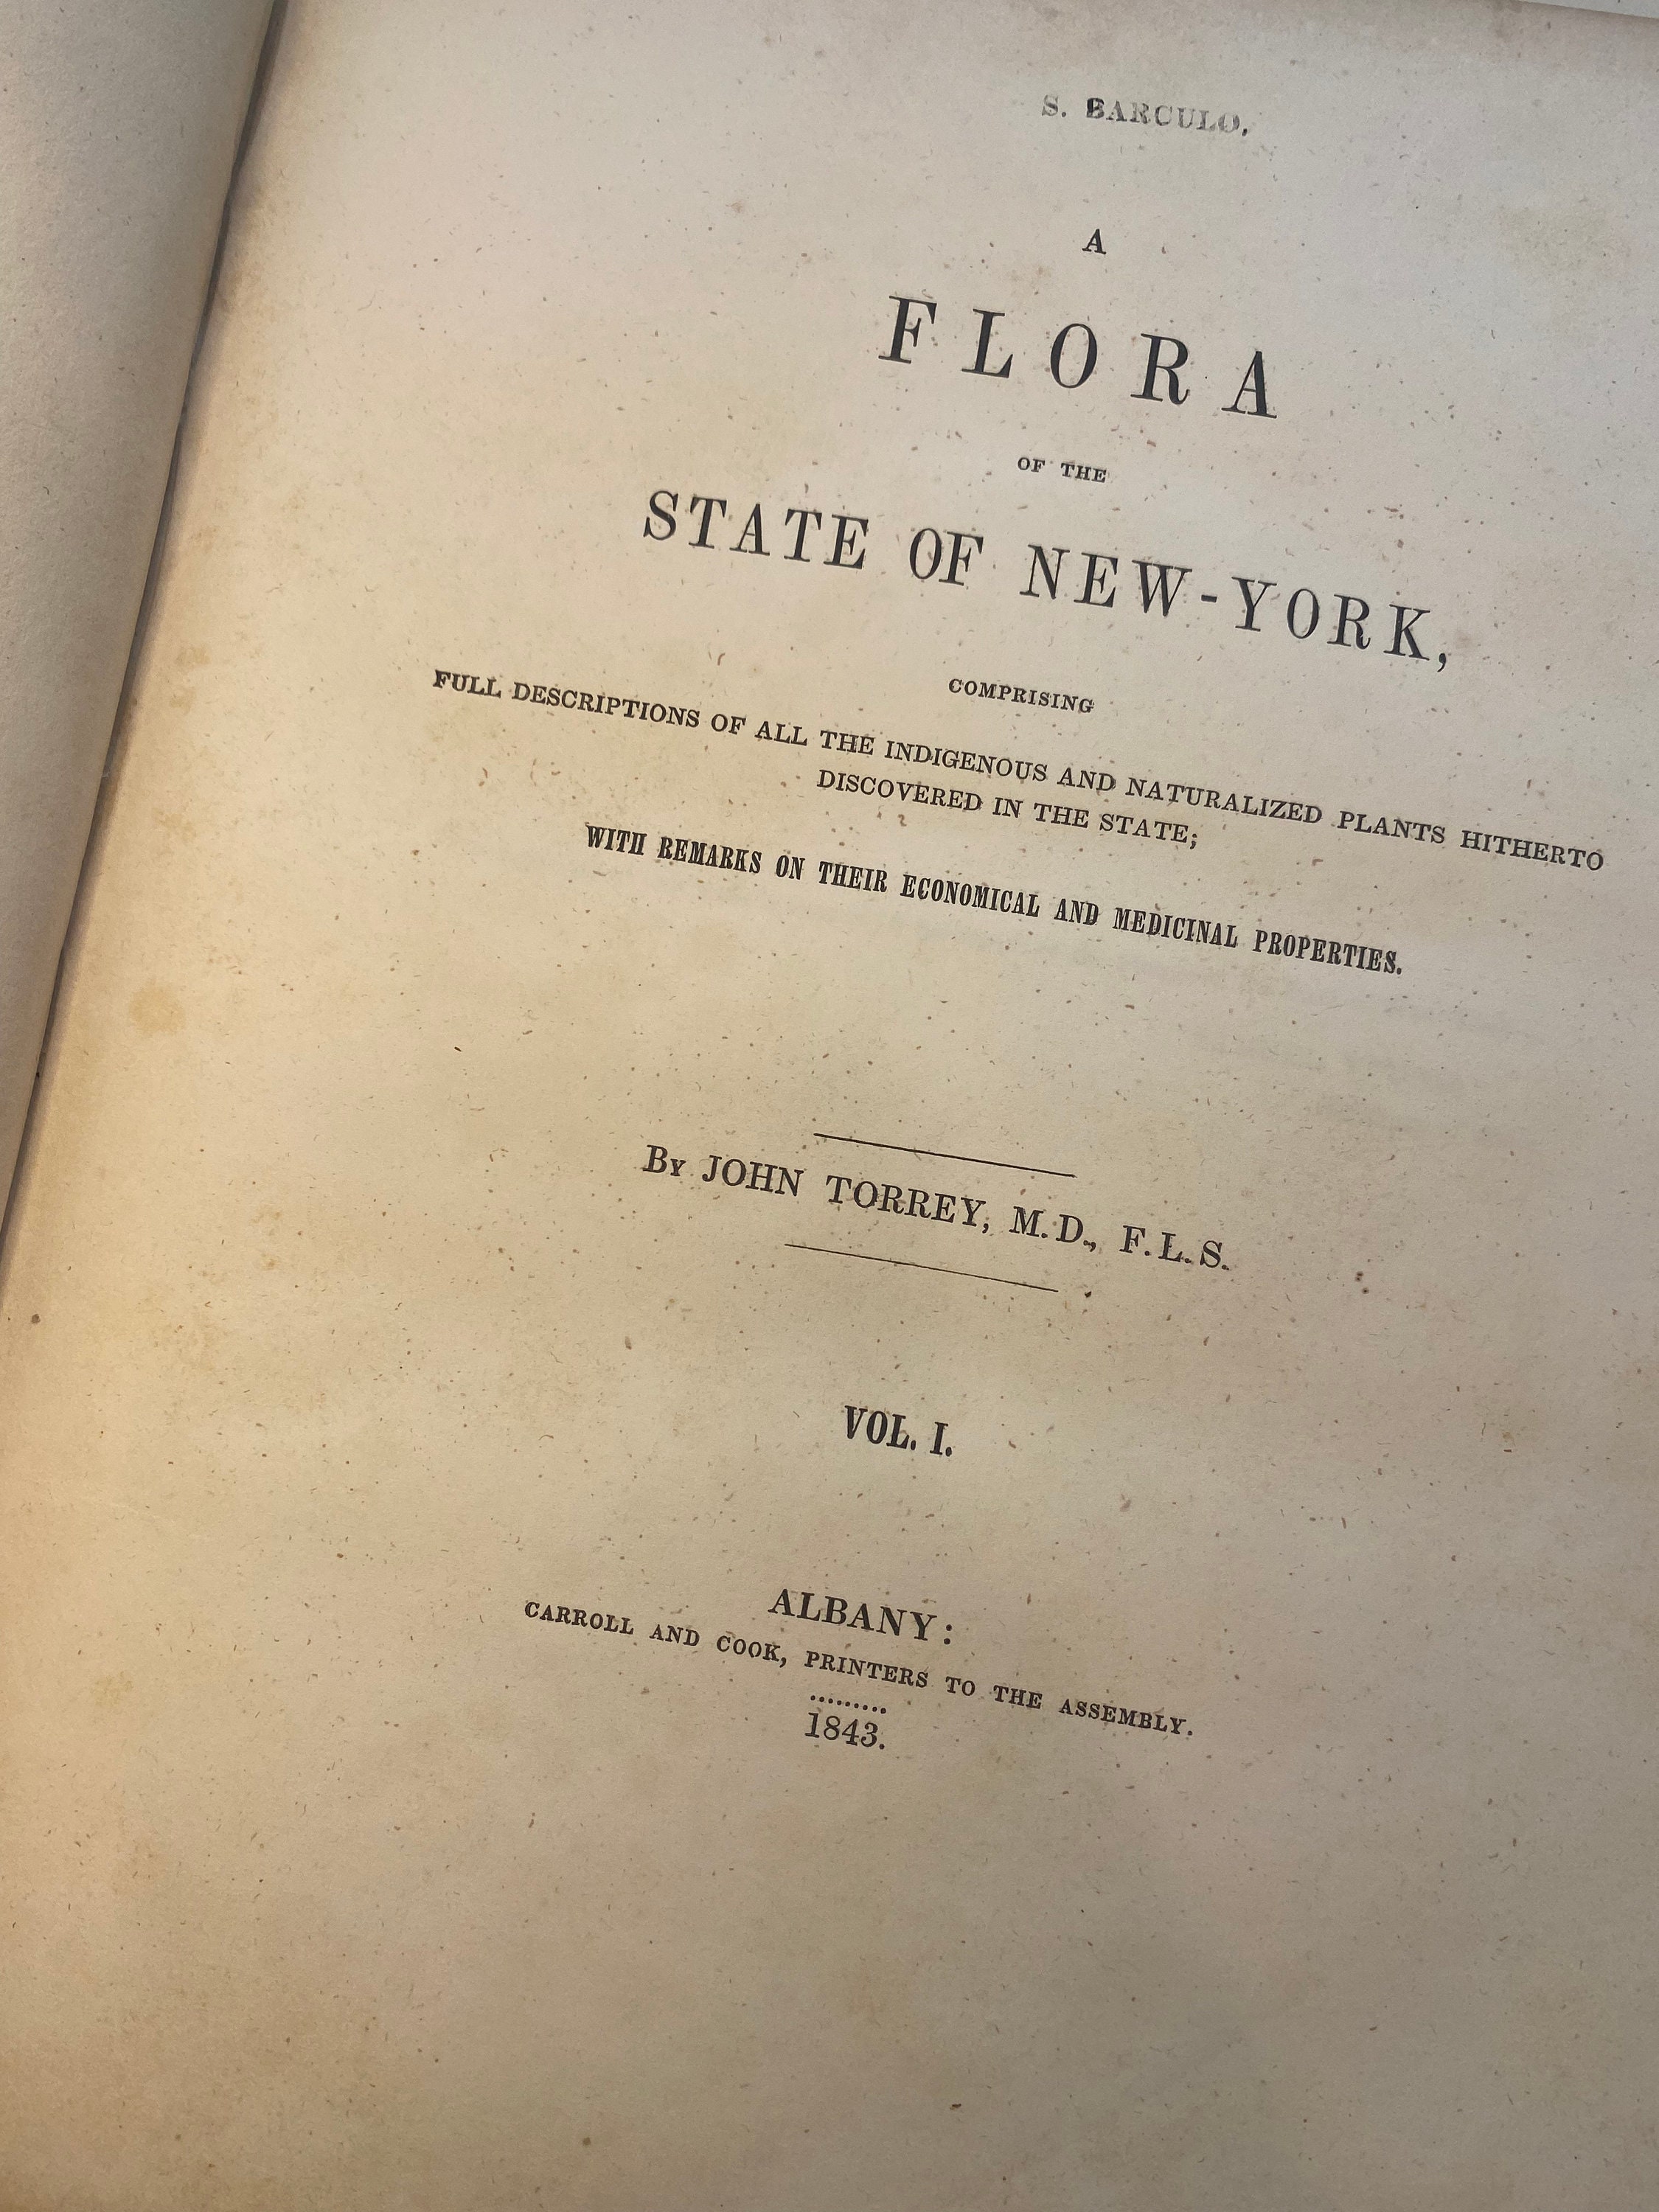 S. BARCULO.
A
FLORA
OF THE
STATE OF NEW-YORK,
COMPRISING
FULL DESCRIPTIONS OF ALL THE INDIGENOUS AND NATURALIZED PLANTS HITHERTO
DISCOVERED IN THE STATE;
WITH REMARKS ON THEIR ECONOMICAL AND MEDICINAL PROPERTIES.
By JOHN TORREY, M.D., F.L.S.
VOL. I.
ALBANY:
CARROLL AND COOK, PRINTERS TO THE ASSEMBLY.
.........
1843.